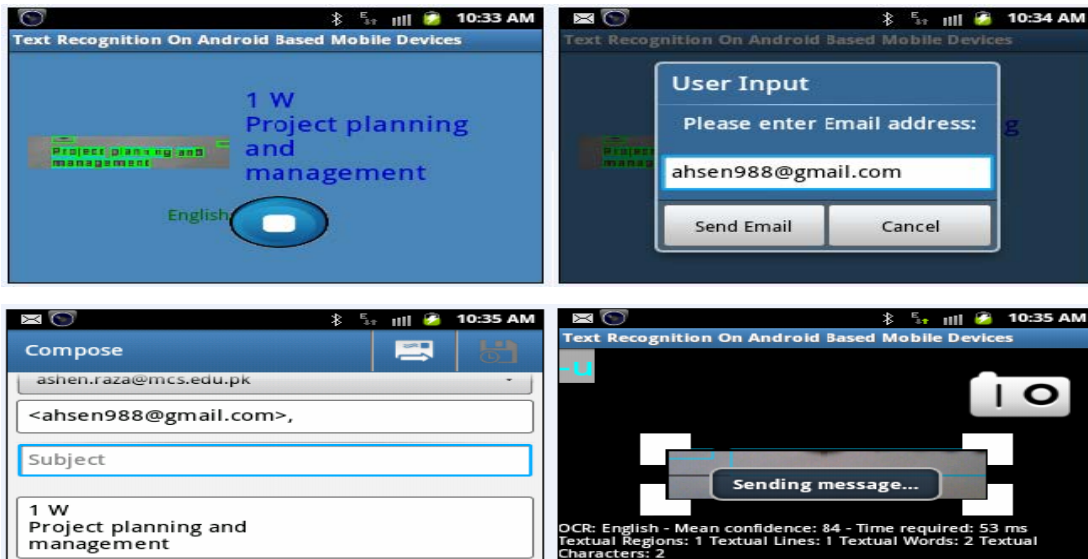 10:33 AM
Text Recognition On Android Based Mobile Devices
1 W
Project planning
and
management
Project planning and
management
English
10:34 AM
Text Recognition On Android Based Mobile Devices
User Input
Please enter Email address:
ahsen988@gmail.com
Send Email
Cancel
10:35 AM
Compose
ashen.raza@mcs.edu.pk
<ahsen988@gmail.com>,
Subject
1 W
Project planning and
management
10:35 AM
Text Recognition On Android Based Mobile Devices
-u
Sending message...
OCR: English - Mean confidence: 84 - Time required: 53 ms
Textual Regions: 1 Textual Lines: 1 Textual Words: 2 Textual
Characters: 2